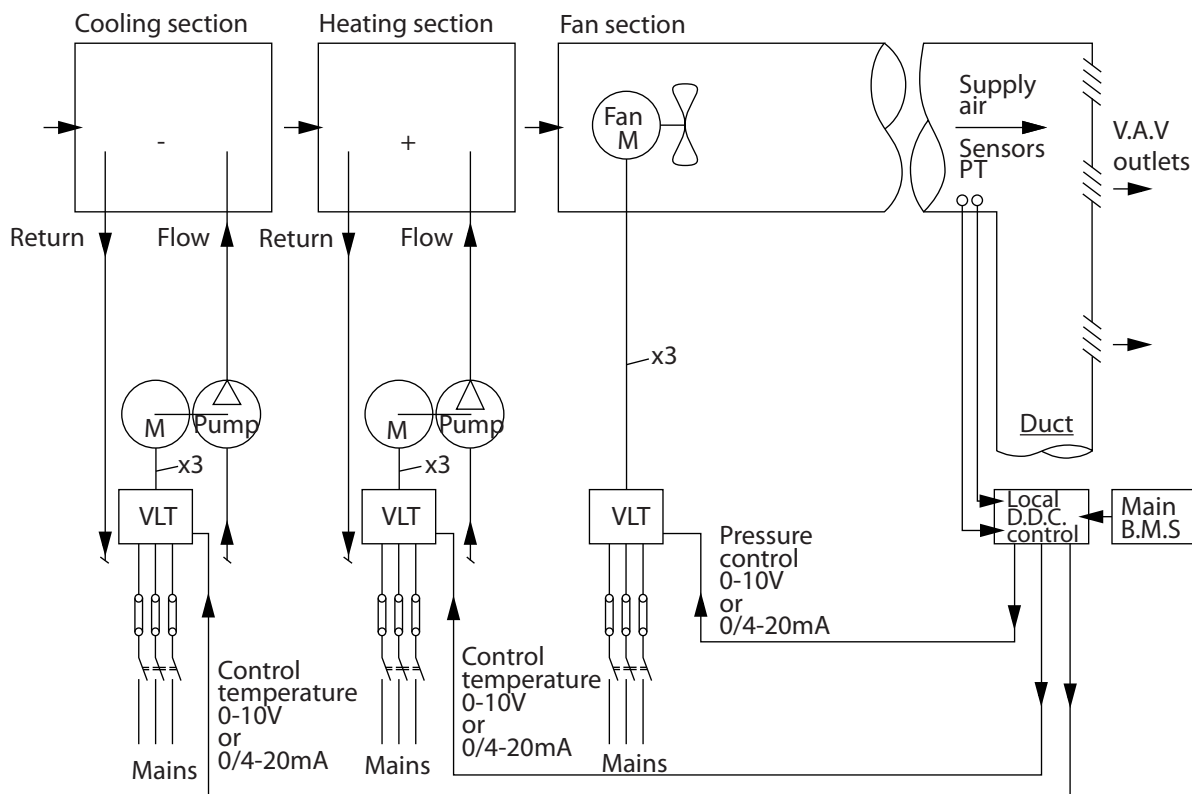 Cooling section
Heating section
Fan section
-
+
Fan
M
Supply
air
Sensors
PT
V.A.V
outlets
Return
Flow
Return
Flow
x3
M
Pump
M
Pump
Duct
x3
x3
VLT
VLT
VLT
Local
D.D.C.
control
Main
B.M.S
Pressure
control
0-10V
or
0/4-20mA
Control
temperature
0-10V
or
0/4-20mA
Control
temperature
0-10V
or
0/4-20mA
Mains
Mains
Mains